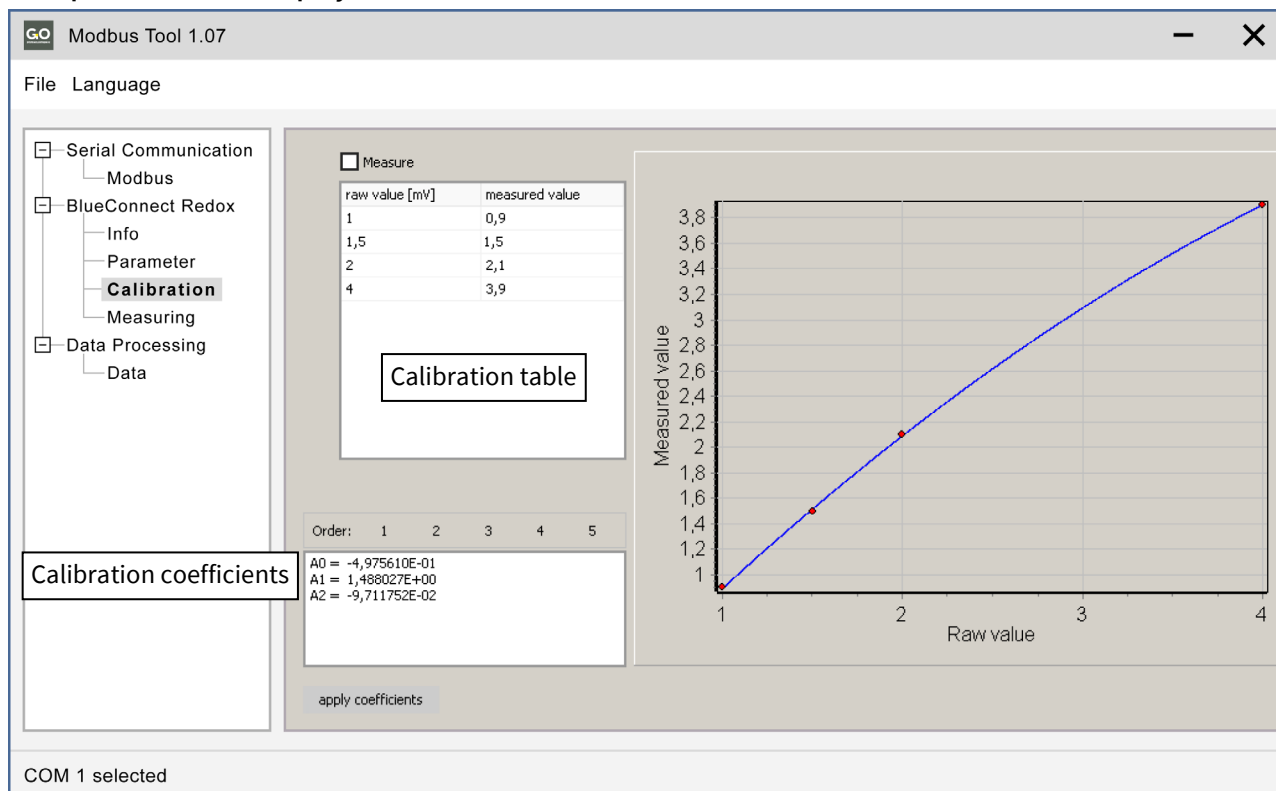 GO Modbus Tool 1.07
File Language
Serial Communication
Modbus
BlueConnect Redox
Info
Parameter
Calibration
Measuring
Data Processing
Data
Measure
raw value [mV] measured value
1 0,9
1,5 1,5
2 2,1
4 3,9
Calibration table
Order: 1 2 3 4 5
Calibration coefficients
A0 = -4,975610E-01
A1 = 1,488027E+00
A2 = -9,711752E-02
apply coefficients
Measured value
3,8
3,6
3,4
3,2
3
2,8
2,6
2,4
2,2
2
1,8
1,6
1,4
1,2
1
1 2 3 4
Raw value
COM 1 selected